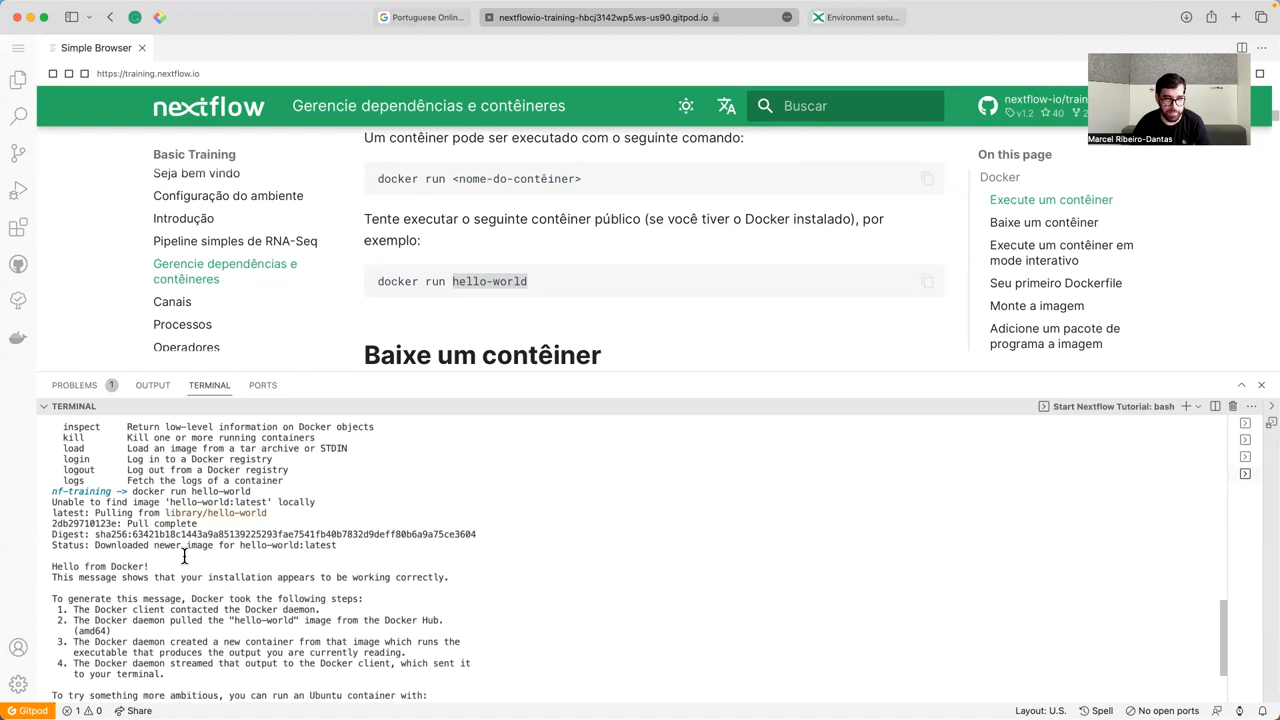 Portuguese Onlin...
nextflowio-training-hbcj3142wp5.ws-us90.gitpod.io
Environment setu...
Simple Browser
https://training.nextflow.io
nextflow
Gerencie dependências e contêineres
Buscar
nextflow-io/train
v1.2 40 2
Marcel Ribeiro-Dantas
Basic Training
Seja bem vindo
Configuração do ambiente
Introdução
Pipeline simples de RNA-Seq
Gerencie dependências e
contêineres
Canais
Processos
Operadores
Um contêiner pode ser executado com o seguinte comando:
docker run <nome-do-contêiner>
Tente executar o seguinte contêiner público (se você tiver o Docker instalado), por
exemplo:
docker run hello-world
Baixe um contêiner
On this page
Docker
Execute um contêiner
Baixe um contêiner
Execute um contêiner em
modo interativo
Seu primeiro Dockerfile
Monte a imagem
Adicione um pacote de
programa a imagem
PROBLEMS 1 OUTPUT TERMINAL PORTS
TERMINAL
Start Nextflow Tutorial: bash
inspect Return low-level information on Docker objects
kill Kill one or more running containers
load Load an image from a tar archive or STDIN
login Log in to a Docker registry
logout Log out from a Docker registry
logs Fetch the logs of a container
nf-training -> docker run hello-world
Unable to find image 'hello-world:latest' locally
latest: Pulling from library/hello-world
2db29710123e: Pull complete
Digest: sha256:63421b18c1443a9a85139225293fae7541fb40b7832d9deff80b6a9a75ce3604
Status: Downloaded newer image for hello-world:latest
Hello from Docker!
This message shows that your installation appears to be working correctly.
To generate this message, Docker took the following steps:
1. The Docker client contacted the Docker daemon.
2. The Docker daemon pulled the "hello-world" image from the Docker Hub.
(amd64)
3. The Docker daemon created a new container from that image which runs the
executable that produces the output you are currently reading.
4. The Docker daemon streamed that output to the Docker client, which sent it
to your terminal.
To try something more ambitious, you can run an Ubuntu container with:
Gitpod
1 0
Share
Layout: U.S.
Spell
No open ports